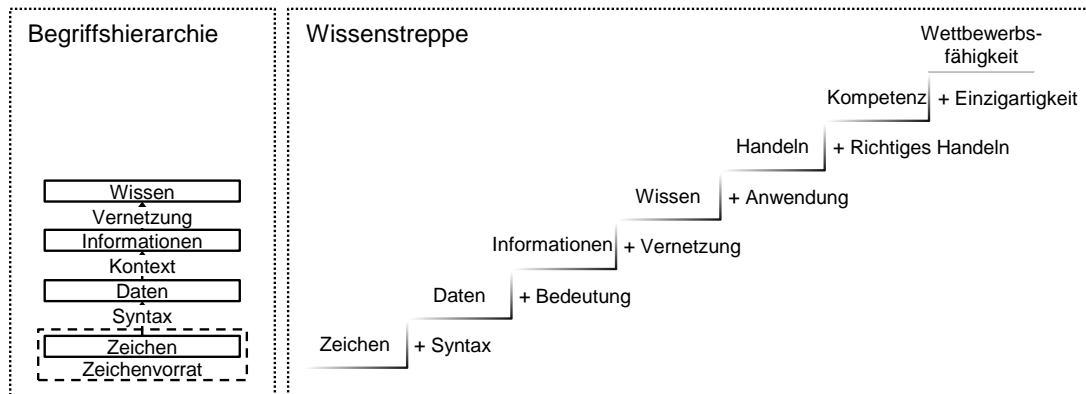 Begriffshierarchie
Wissen
Vernetzung
Informationen
Kontext
Daten
Syntax
Zeichen
Zeichenvorrat
Wissenstreppe
Wettbewerbs-
fähigkeit
Kompetenz
+ Einzigartigkeit
Handeln
+ Richtiges Handeln
Wissen
+ Anwendung
Informationen
+ Vernetzung
Daten
+ Bedeutung
Zeichen
+ Syntax